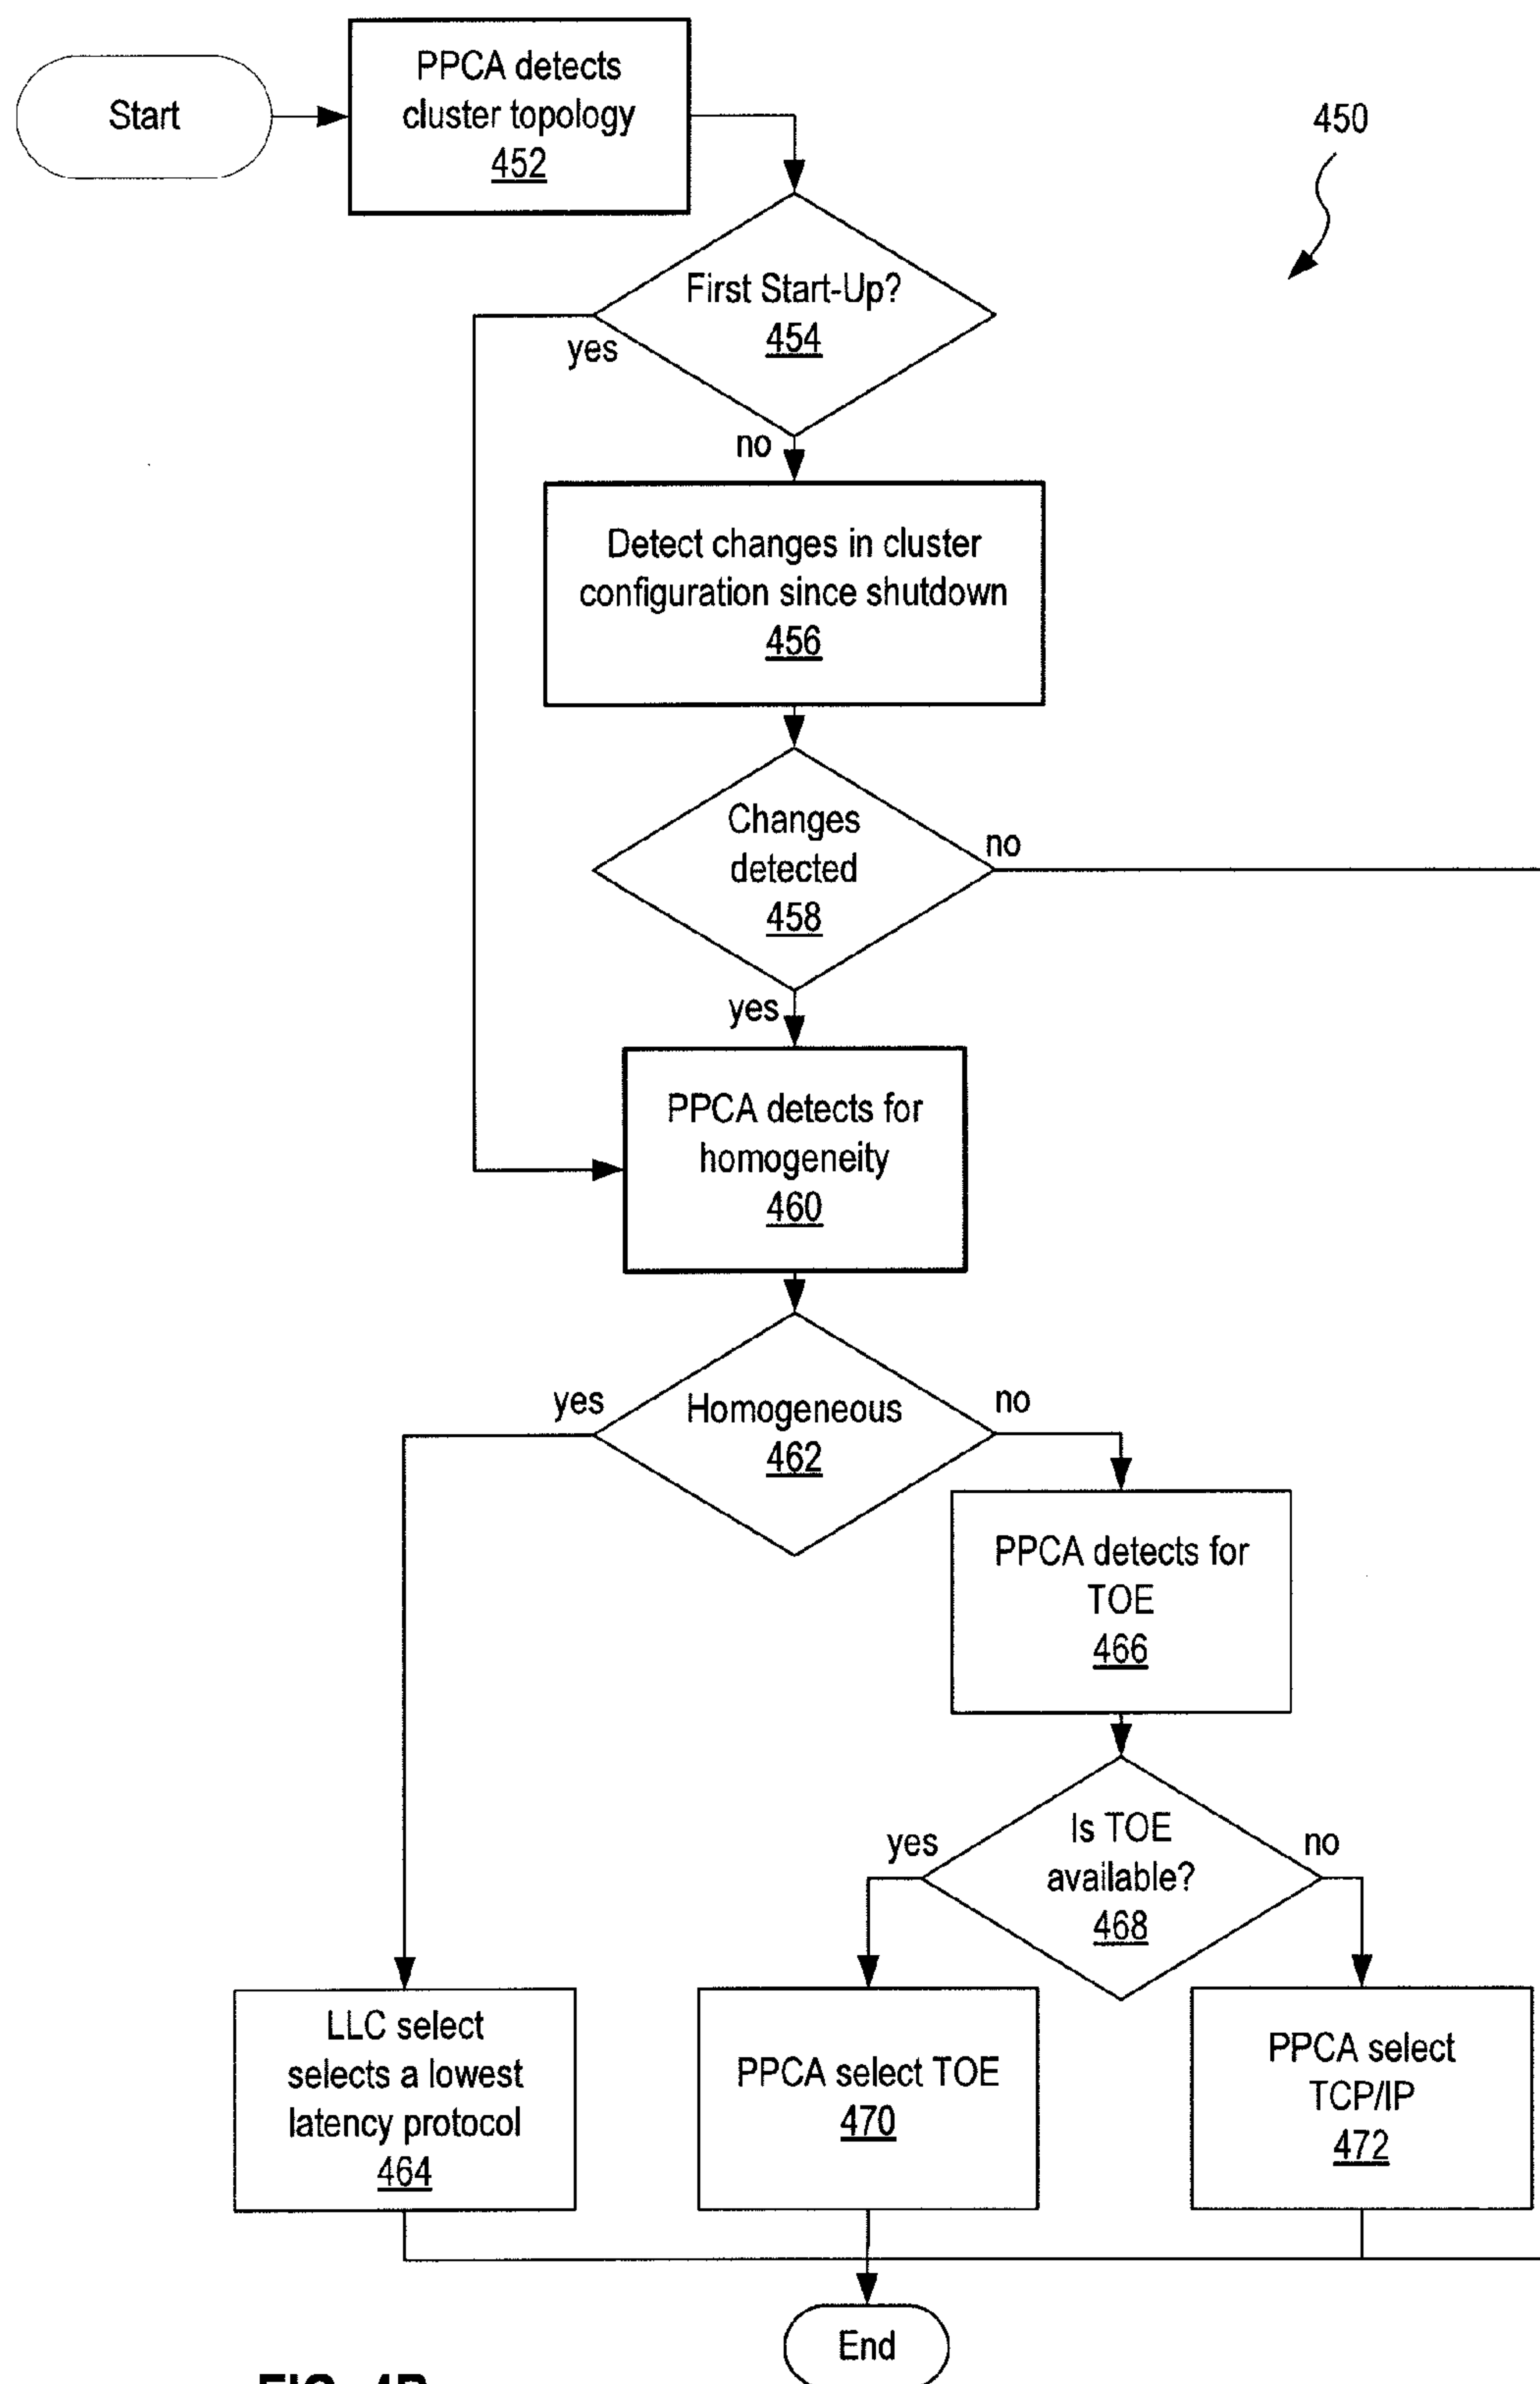 Start
PPCA detects
cluster topology
452
450
First Start-Up?
454
yes
no
Detect changes in cluster
configuration since shutdown
456
Changes
detected
458
no
yes
PPCA detects for
homogeneity
460
yes
Homogeneous
462
no
PPCA detects for
TOE
466
yes
Is TOE
available?
468
no
LLC select
selects a lowest
latency protocol
464
PPCA select TOE
470
PPCA select
TCP/IP
472
End